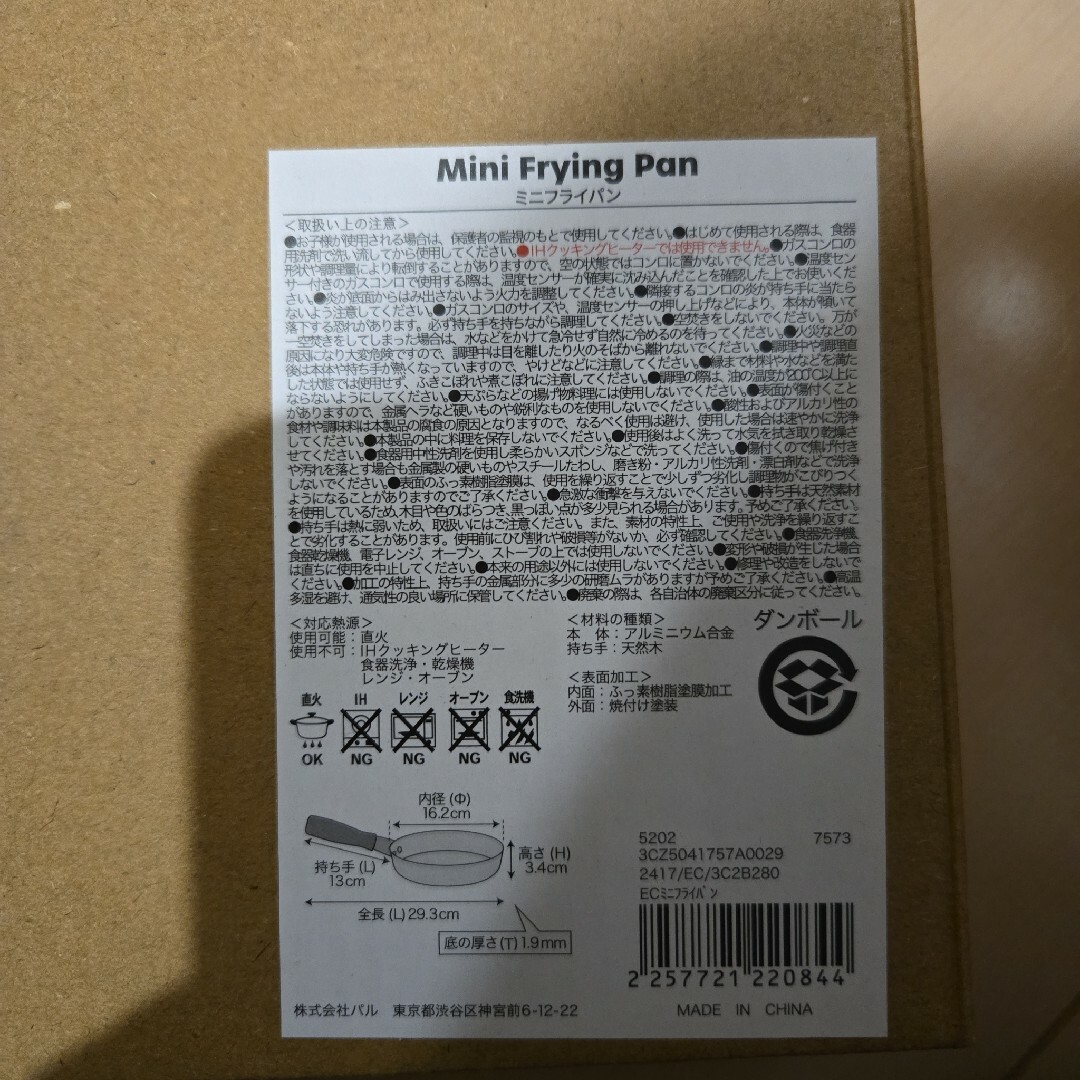 Mini Frying Pan
ミニフライパン
＜取扱い上の注意＞
●お子様が使用される場合は、保護者の監視のもとで使用してください。●はじめて使用される際は、食器
用洗剤で洗い流してから使用してください。●IHクッキングヒーターでは使用できません。●ガスコンロの
形状や調理量により転倒することがありますので、空の状態ではコンロに置かないでください。●温度セン
サー付きのガスコンロで使用する際は、温度センサーが確実に沈み込んだことを確認した上でお使いくだ
さい。●炎が底面からはみ出さないよう火力を調整してください。●隣接するコンロの炎が持ち手に当たら
ないよう注意してください。●ガスコンロのサイズや、温度センサーの押し上げなどにより、本体が傾いて
落下する恐れがあります。必ず持ち手を持ちながら調理してください。●空焚きをしないでください。万が
一空焚きをしてしまった場合は、水などをかけて急冷せず自然に冷めるのを待ってください。●火災などの
原因になり大変危険ですので、調理中は目を離したり火のそばから離れないでください。●調理中や調理直
後は本体や持ち手が熱くなっていますので、やけどなどに注意してください。●縁まで材料や水などを満た
した状態では使用せず、ふきこぼれや煮こぼれに注意してください。●調理の際は、油の温度が200℃以上に
ならないようにしてください。●天ぷらなどの揚げ物料理には使用しないでください。●表面が傷付くこと
がありますので、金属ヘラなど硬いものや鋭利なものを使用しないでください。●酸性およびアルカリ性の
食材や調味料は本製品の腐食の原因となりますので、なるべく使用は避け、使用した場合は速やかに洗浄
してください。●本製品の中に料理を保存しないでください。●使用後はよく洗って水気を拭き取り乾燥さ
せてください。●食器用中性洗剤を使用し柔らかいスポンジなどで洗ってください。●傷付くので焦げ付き
や汚れを落とす場合も金属製の硬いものやスチールたわし、磨き粉・アルカリ性洗剤・漂白剤などで洗浄
しないでください。●表面のふっ素樹脂塗膜は、使用を繰り返すことで少しずつ劣化し調理物がこびりつく
ようになることがありますのでご了承ください。●急激な衝撃を与えないでください。●持ち手は天然素材
を使用しているため、木目や色のばらつき、黒っぽい点が多少見られる場合があります。予めご了承ください。
●持ち手は熱に弱いため、取扱いにはご注意ください。また、素材の特性上、ご使用や洗浄を繰り返すこ
とで劣化することがあります。使用前にひび割れや破損等がないか、必ず確認してください。●食器洗浄機、
食器乾燥機、電子レンジ、オーブン、ストーブの上では使用しないでください。●変形や破損が生じた場合
は直ちに使用を中止してください。●本来の用途以外には使用しないでください。●修理や改造をしないで
ください。●加工の特性上、持ち手の金属部分に多少の研磨ムラがありますが予めご了承ください。●高温
多湿を避け、通気性の良い場所に保管してください。●廃棄の際は、各自治体の廃棄区分に従ってください。
＜対応熱源＞
使用可能：直火
使用不可：IHクッキングヒーター
食器洗浄・乾燥機
レンジ・オーブン
＜材料の種類＞
本　体：アルミニウム合金
持ち手：天然木
＜表面加工＞
内面：ふっ素樹脂塗膜加工
外面：焼付け塗装
ダンボール
直火 IH レンジ オーブン 食洗機
OK NG NG NG NG
内径 (Φ)
16.2cm
持ち手 (L)
13cm
高さ (H)
3.4cm
全長 (L) 29.3cm
底の厚さ(T) 1.9mm
5202 7573
3CZ5041757A0029
2417/EC/3C2B280
ECﾐﾆﾌﾗｲﾊﾟﾝ
2 257721 220844
株式会社パル 東京都渋谷区神宮前6-12-22
MADE IN CHINA